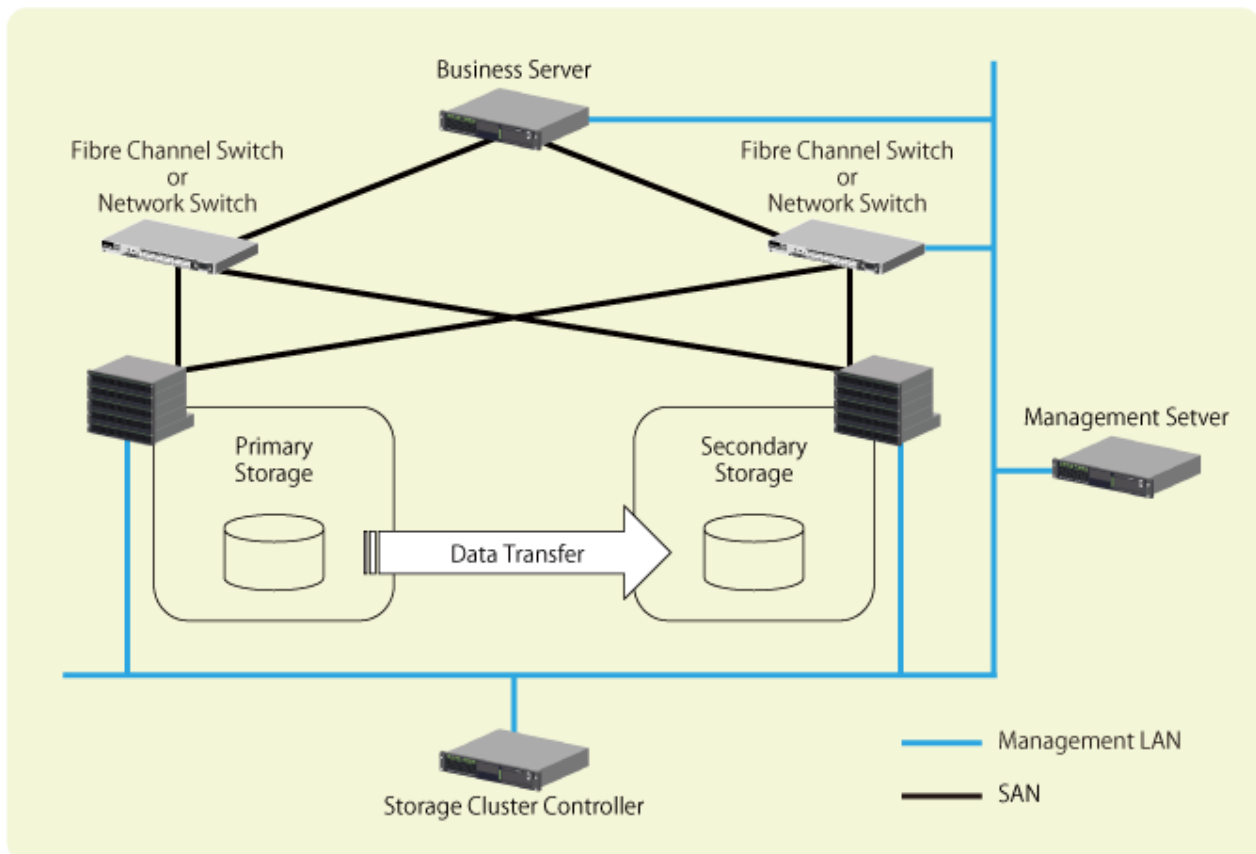 Business Server
Fibre Channel Switch
or
Network Switch
Fibre Channel Switch
or
Network Switch
Primary
Storage
Secondary
Storage
Management Setver
Data Transfer
Storage Cluster Controller
Management LAN
SAN